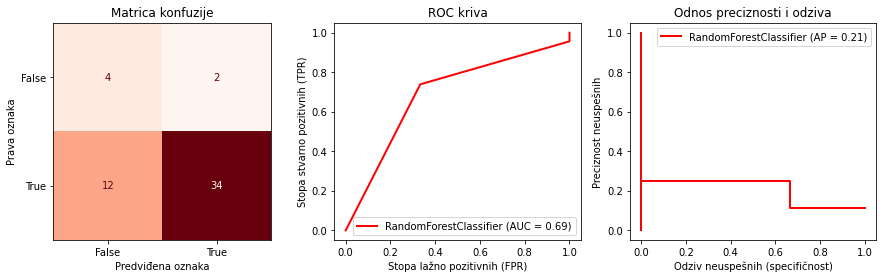 Matrica konfuzije
False
4
2
True
12
34
Prava oznaka
False
True
Predviđena oznaka
ROC kriva
1.0
0.8
0.6
0.4
0.2
0.0
Stopa stvarno pozitivnih (TPR)
RandomForestClassifier (AUC = 0.69)
0.0
0.2
0.4
0.6
0.8
1.0
Stopa lažno pozitivnih (FPR)
Odnos preciznosti i odziva
RandomForestClassifier (AP = 0.21)
1.0
0.8
0.6
0.4
0.2
0.0
Preciznost neuspešnih
0.0
0.2
0.4
0.6
0.8
1.0
Odziv neuspešnih (specifičnost)